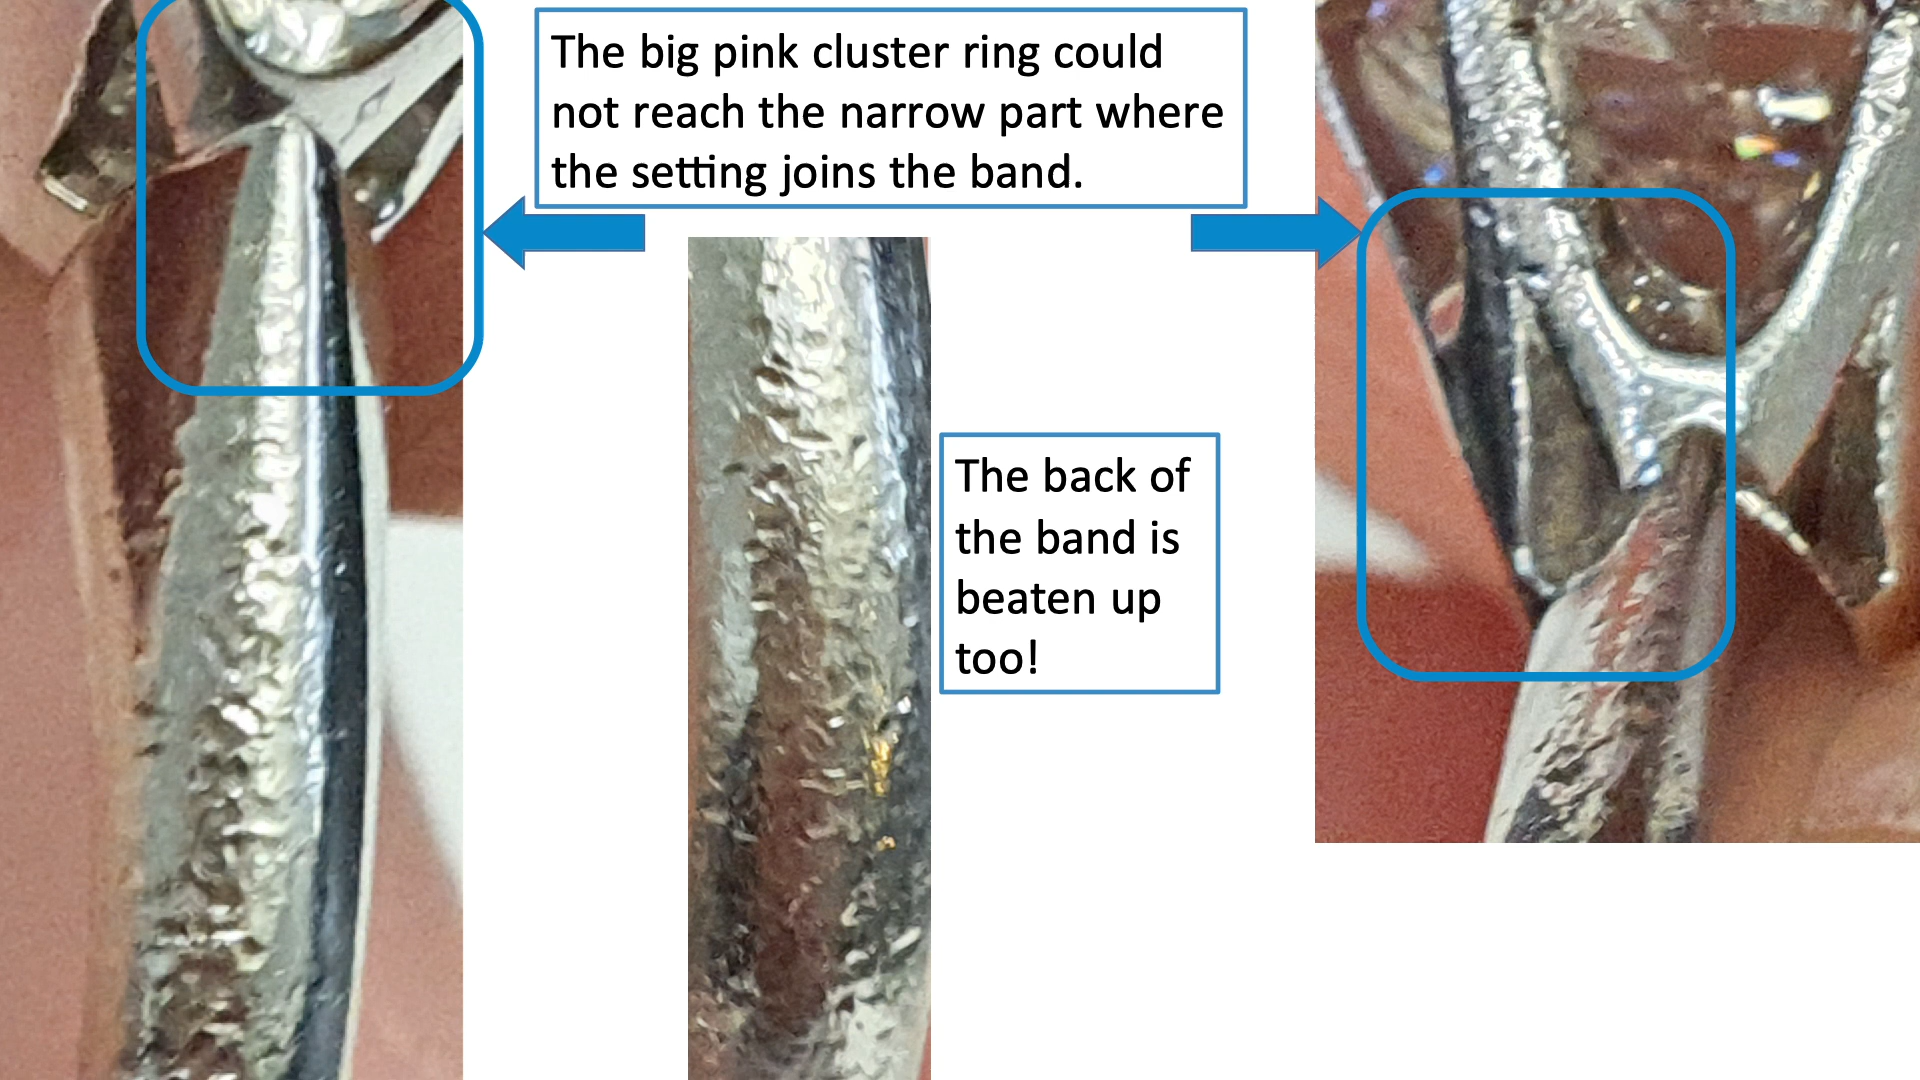 The big pink cluster ring could
not reach the narrow part where
the setting joins the band.
The back of
the band is
beaten up
too!